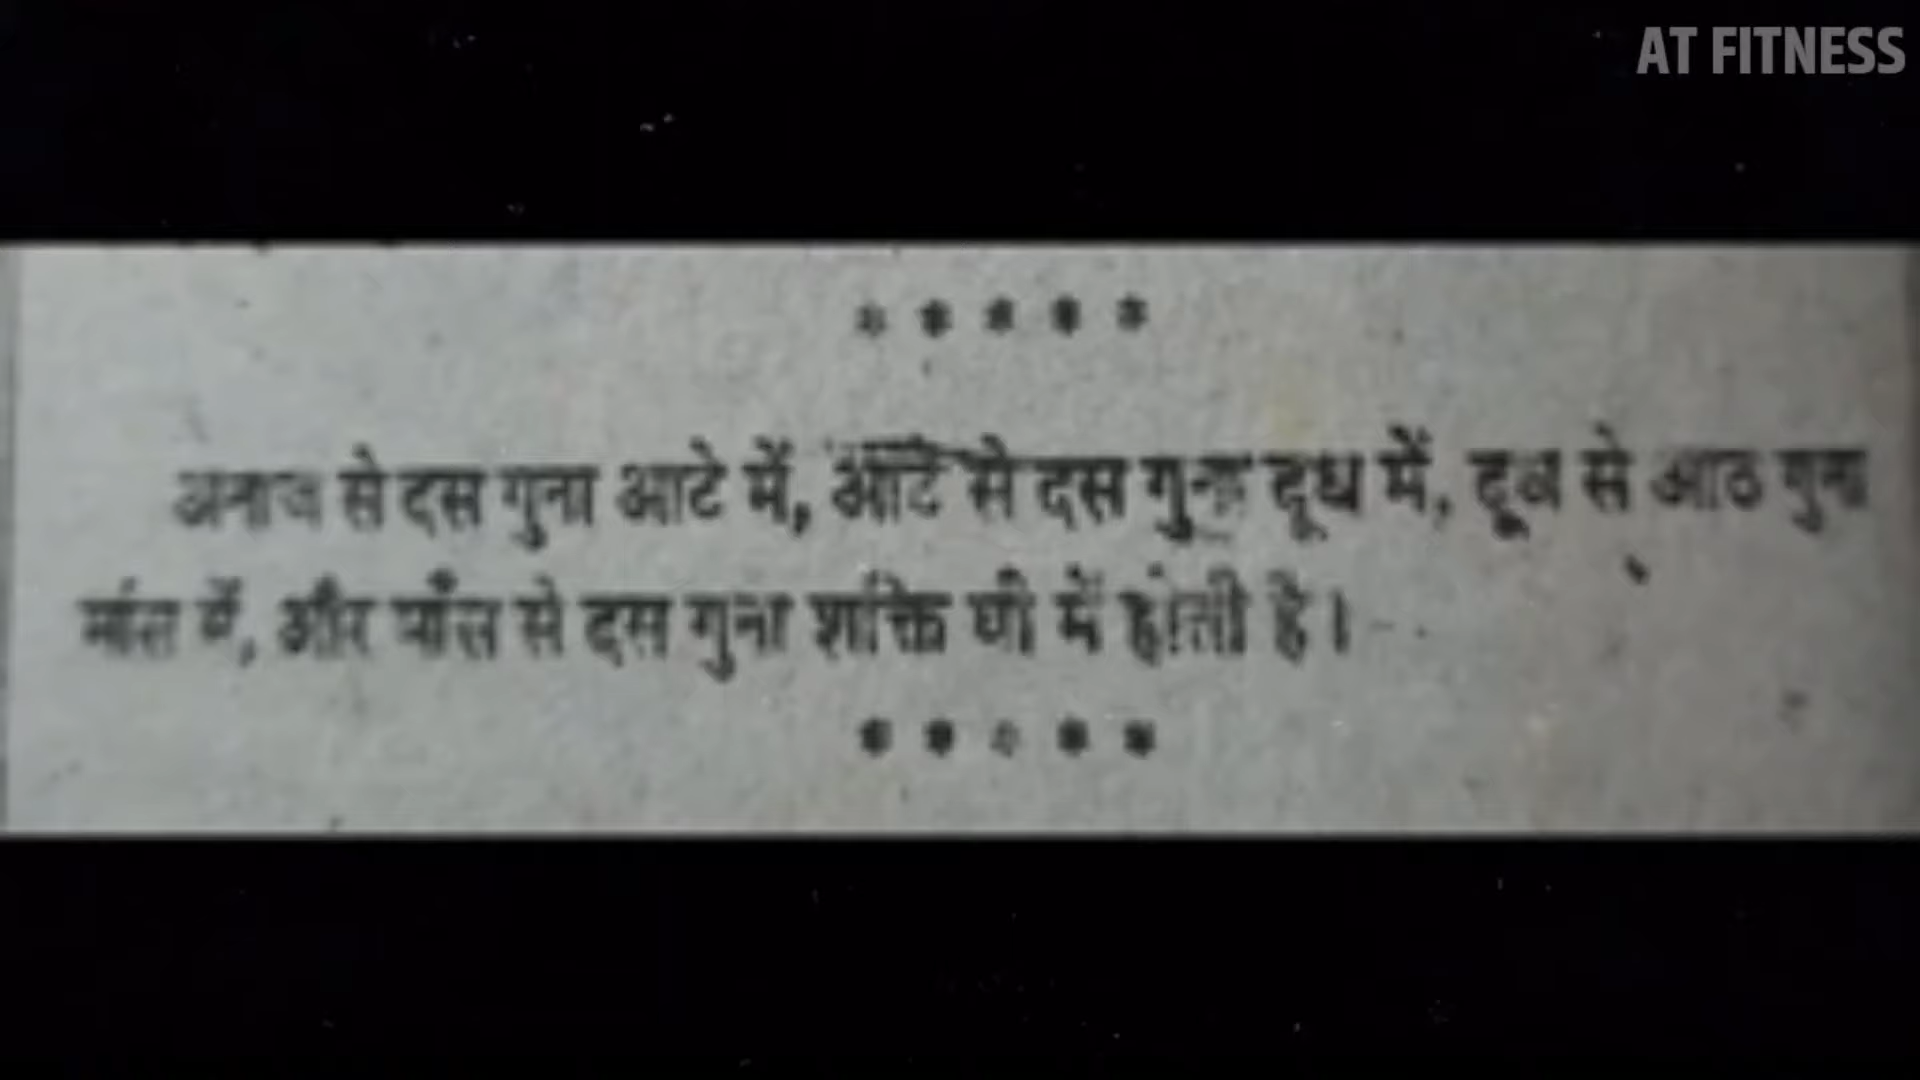 AT FITNESS
* * * * *
अनाज से दस गुना आटे में, आटे से दस गुना दूध में, दूध से आठ गुना
मांस में, और माँस से दस गुना शक्ति घी में होती है।
* * * * *